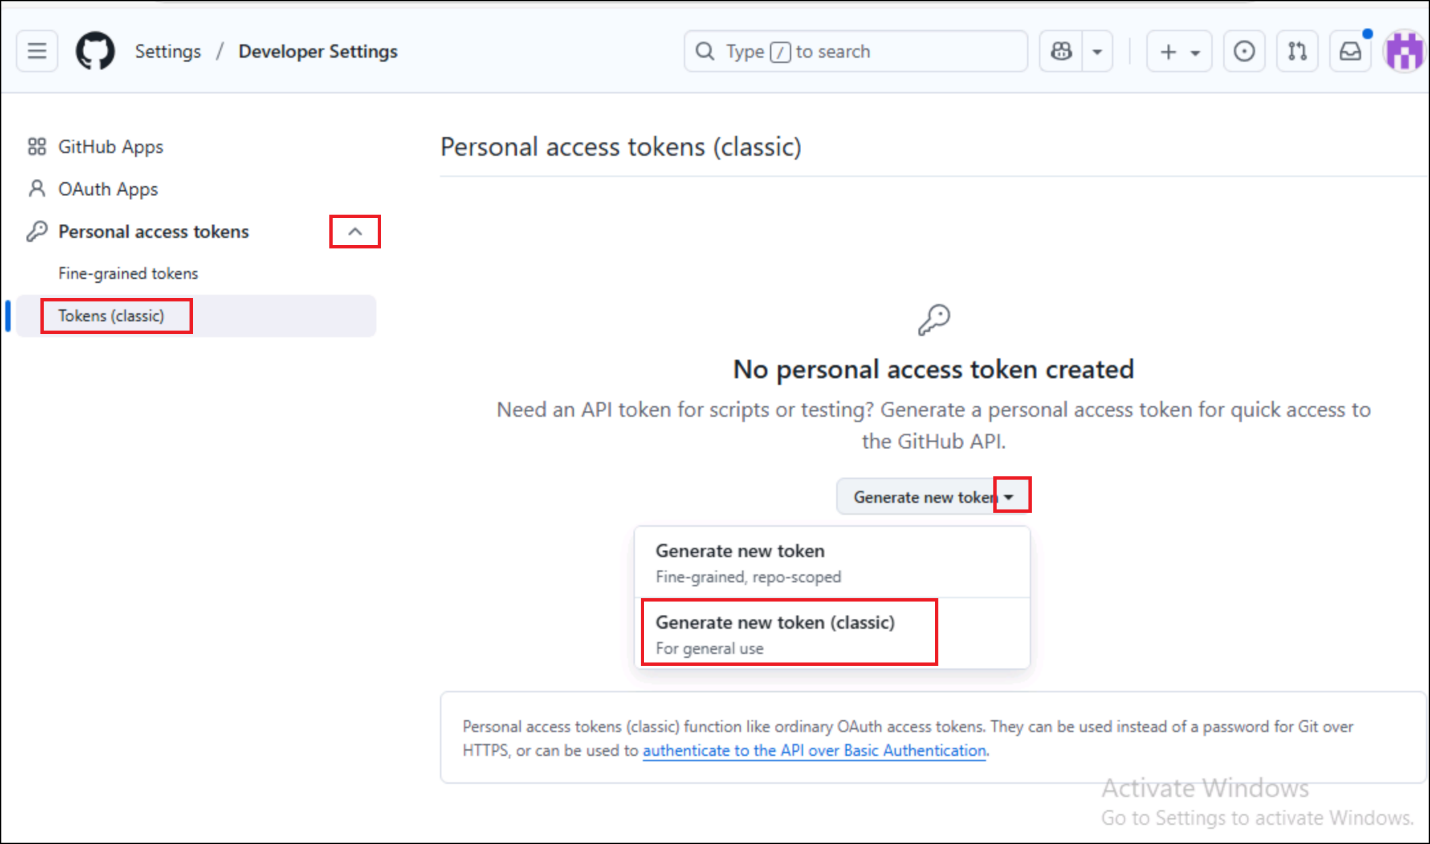 Settings / Developer Settings
Type / to search
GitHub Apps
OAuth Apps
Personal access tokens
Fine-grained tokens
Tokens (classic)
Personal access tokens (classic)
No personal access token created
Need an API token for scripts or testing? Generate a personal access token for quick access to
the GitHub API.
Generate new token
Generate new token
Fine-grained, repo-scoped
Generate new token (classic)
For general use
Personal access tokens (classic) function like ordinary OAuth access tokens. They can be used instead of a password for Git over
HTTPS, or can be used to authenticate to the API over Basic Authentication.
Activate Windows
Go to Settings to activate Windows.